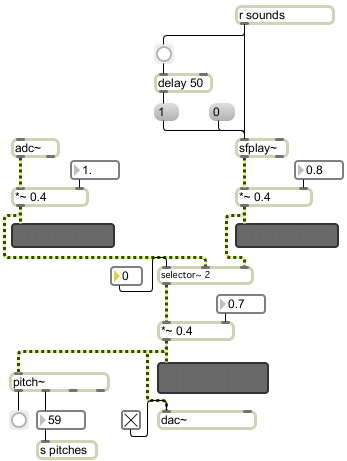 r sounds
delay 50
1
0
adc~
sfplay~
1.
0.8
*~ 0.4
*~ 0.4
0
selector~ 2
0.7
*~ 0.4
pitch~
59
dac~
s pitches